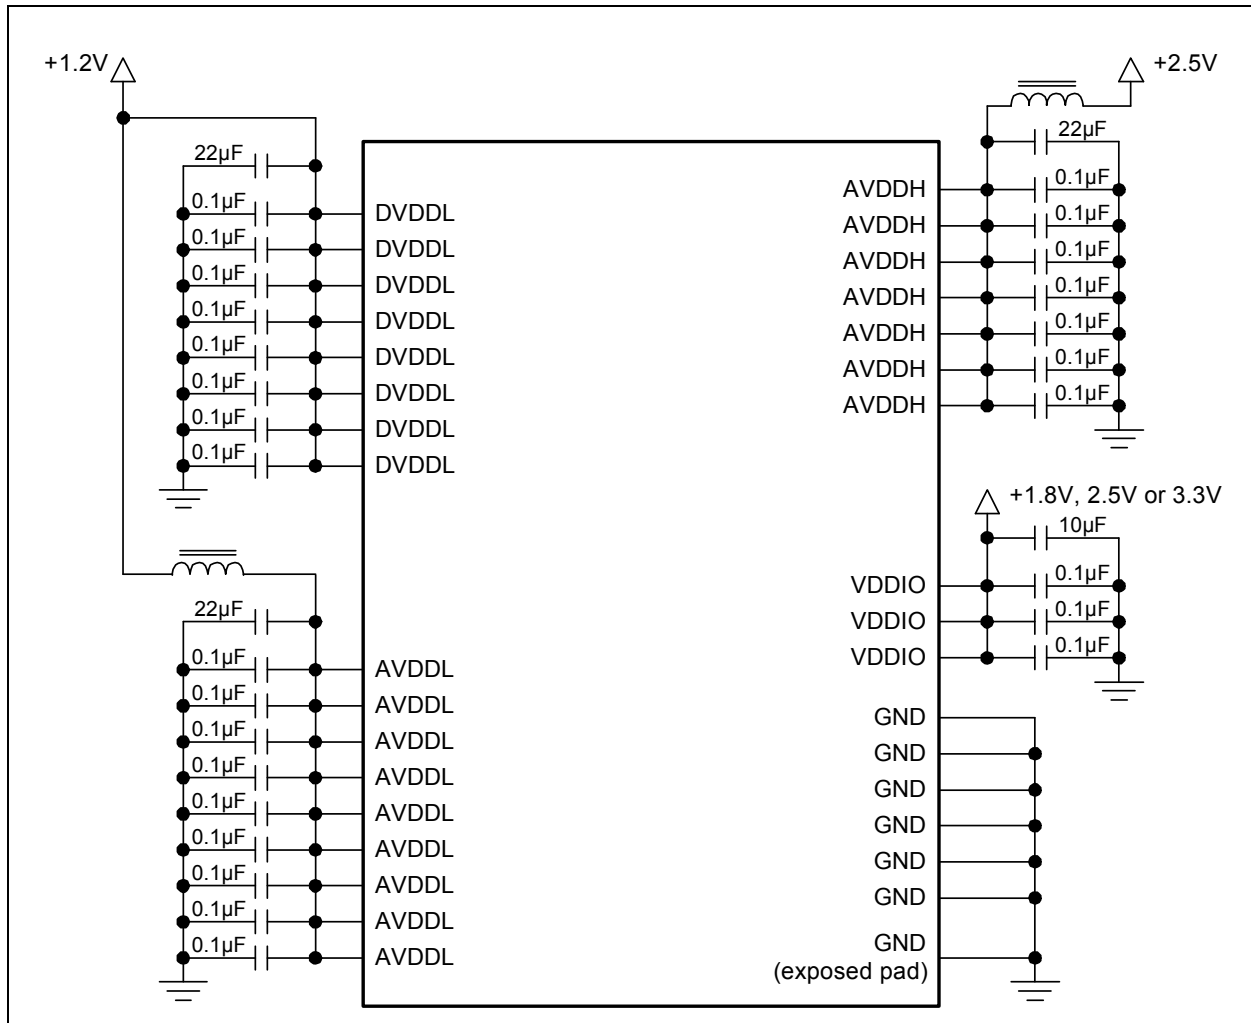 +1.2V
+2.5V
22µF
22µF
0.1µF DVDDL
0.1µF DVDDL
0.1µF DVDDL
0.1µF DVDDL
0.1µF DVDDL
0.1µF DVDDL
0.1µF DVDDL
0.1µF DVDDL
AVDDH 0.1µF
AVDDH 0.1µF
AVDDH 0.1µF
AVDDH 0.1µF
AVDDH 0.1µF
AVDDH 0.1µF
AVDDH 0.1µF
+1.8V, 2.5V or 3.3V
10µF
VDDIO 0.1µF
VDDIO 0.1µF
VDDIO 0.1µF
22µF
0.1µF AVDDL
0.1µF AVDDL
0.1µF AVDDL
0.1µF AVDDL
0.1µF AVDDL
0.1µF AVDDL
0.1µF AVDDL
0.1µF AVDDL
0.1µF AVDDL
GND
GND
GND
GND
GND
GND
GND
(exposed pad)